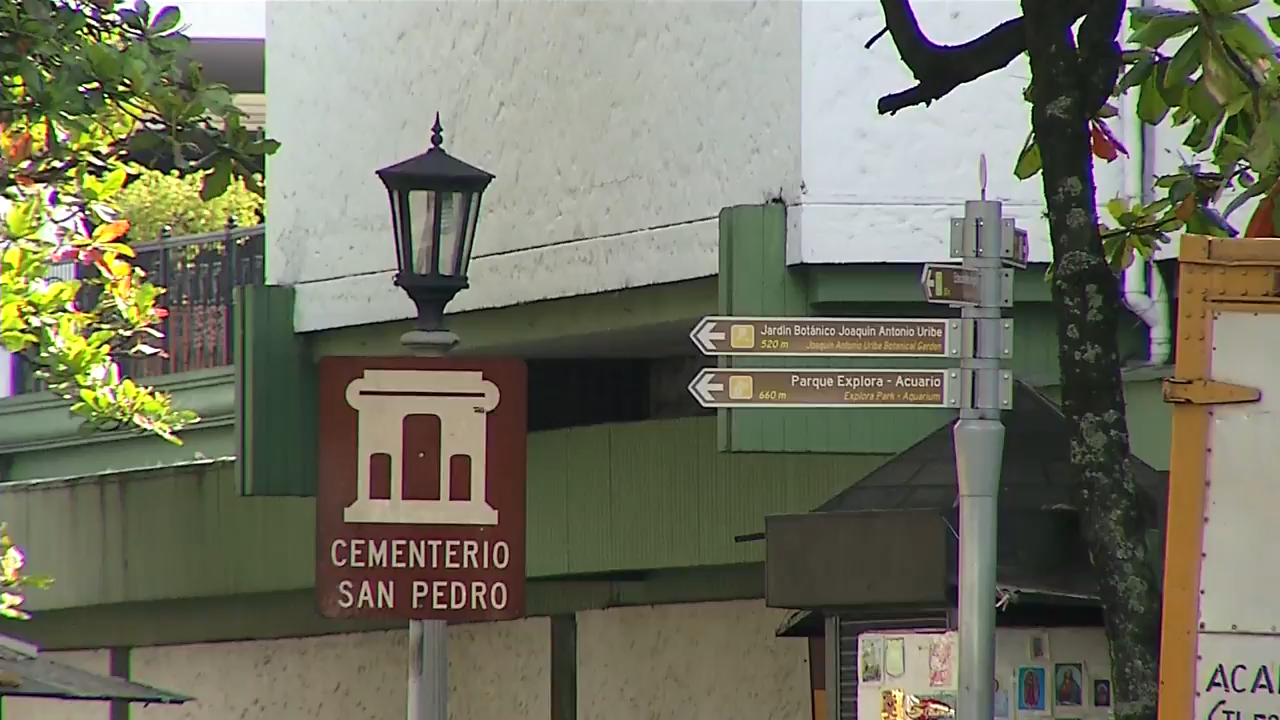 CEMENTERIO
SAN PEDRO
Jardín Botánico Joaquín Antonio Uribe
520 m Joaquín Antonio Uribe Botanical Garden
Parque Explora - Acuario
660 m Explora Park - Aquarium